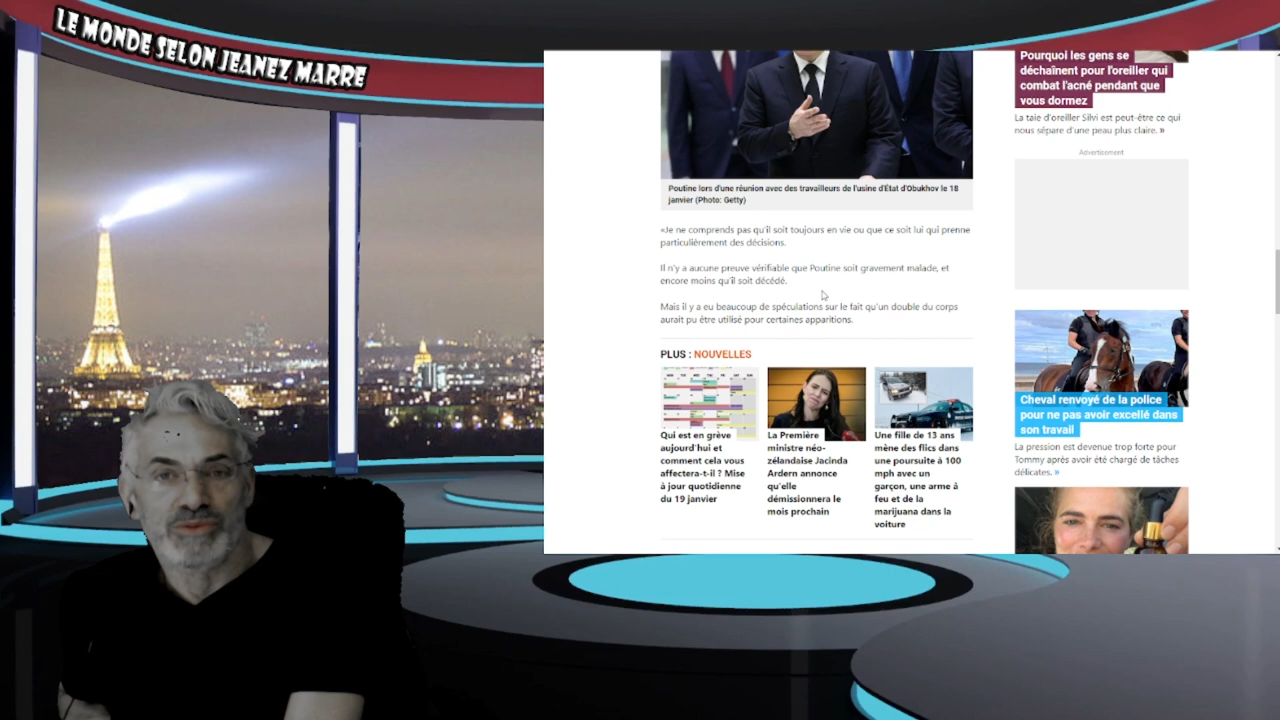 LE MONDE SELON JEANEZ MARRE
Poutine lors d'une réunion avec des travailleurs de l'usine d'État d'Obukhov le 18
janvier (Photo: Getty)
«Je ne comprends pas qu'il soit toujours en vie ou que ce soit lui qui prenne
particulièrement des décisions.
Il n'y a aucune preuve vérifiable que Poutine soit gravement malade, et
encore moins qu'il soit décédé.
Mais il y a eu beaucoup de spéculations sur le fait qu'un double du corps
aurait pu être utilisé pour certaines apparitions.
PLUS : NOUVELLES
Qui est en grève
aujourd'hui et
comment cela vous
affectera-t-il ? Mise
à jour quotidienne
du 19 janvier
La Première
ministre néo-
zélandaise Jacinda
Ardern annonce
qu'elle
démissionnera le
mois prochain
Une fille de 13 ans
mène des flics dans
une poursuite à 100
mph avec un
garçon, une arme à
feu et de la
marijuana dans la
voiture
Pourquoi les gens se
déchaînent pour l'oreiller qui
combat l'acné pendant que
vous dormez
La taie d'oreiller Silvi est peut-être ce qui
nous sépare d'une peau plus claire. »
Advertisement
Cheval renvoyé de la police
pour ne pas avoir excellé dans
son travail
La pression est devenue trop forte pour
Tommy après avoir été chargé de tâches
délicates. »